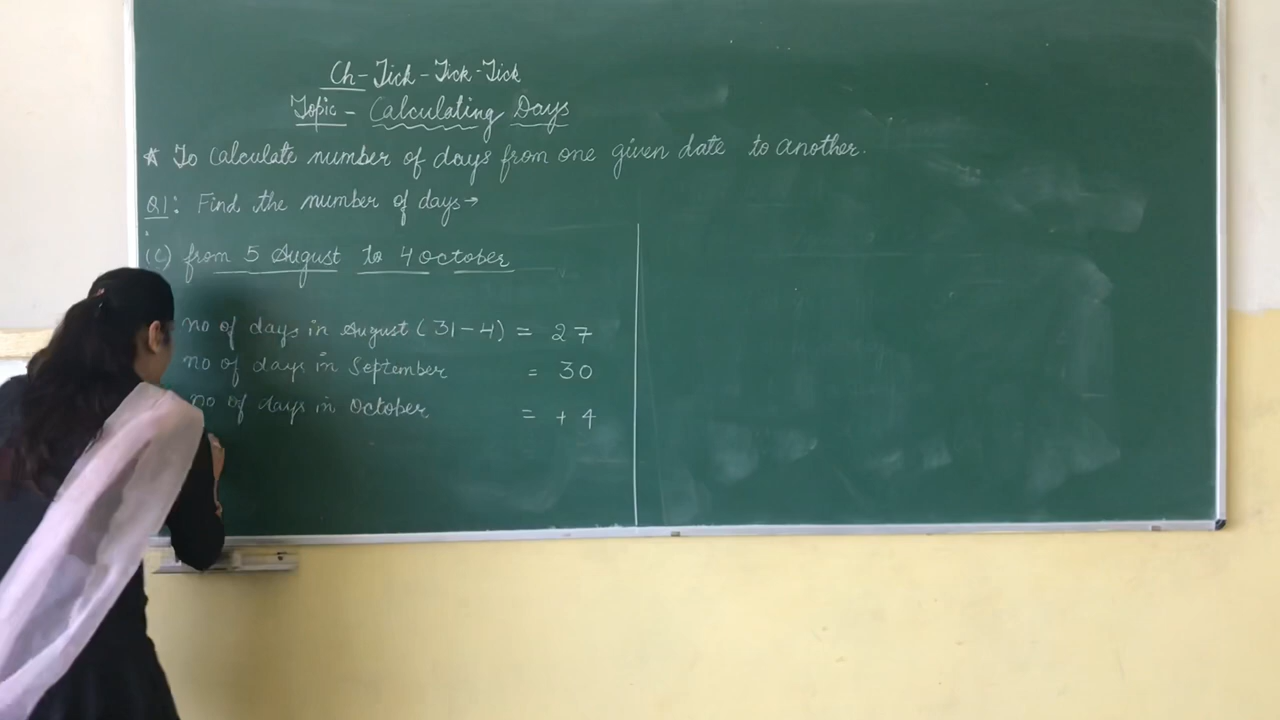 Ch-Tick-Tick-Tick
Topic - Calculating Days
* To calculate number of days from one given date to another.
Q1: Find the number of days→
(c) from 5 August to 4 October
no of days in August (31-4) = 27
no of days in September = 30
no of days in October = + 4